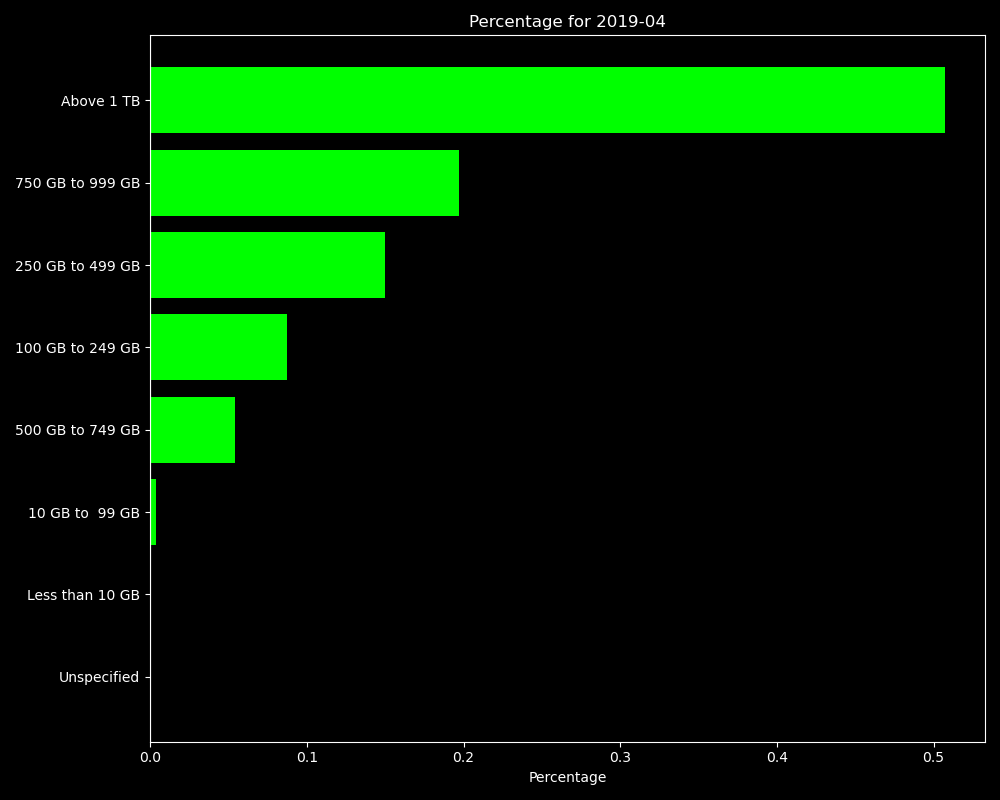 Percentage for 2019-04
Above 1 TB
750 GB to 999 GB
250 GB to 499 GB
100 GB to 249 GB
500 GB to 749 GB
10 GB to  99 GB
Less than 10 GB
Unspecified
0.0 0.1 0.2 0.3 0.4 0.5
Percentage